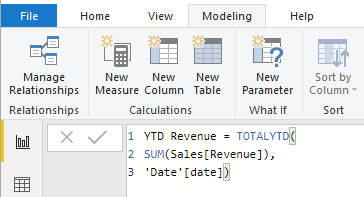 File Home View Modeling Help
Manage Relationships
New Measure
New Column
New Table
New Parameter
Sort by Column
Relationships Calculations What If Sort
1 YTD Revenue = TOTALYTD(
2 SUM(Sales[Revenue]),
3 'Date'[date])